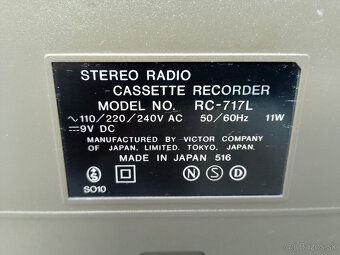 STEREO RADIO
CASSETTE RECORDER
MODEL NO. RC-717L
~110/220/240V AC 50/60Hz 11W
⎓9V DC
MANUFACTURED BY VICTOR COMPANY
OF JAPAN, LIMITED. TOKYO, JAPAN.
MADE IN JAPAN 516
N S D
SO10